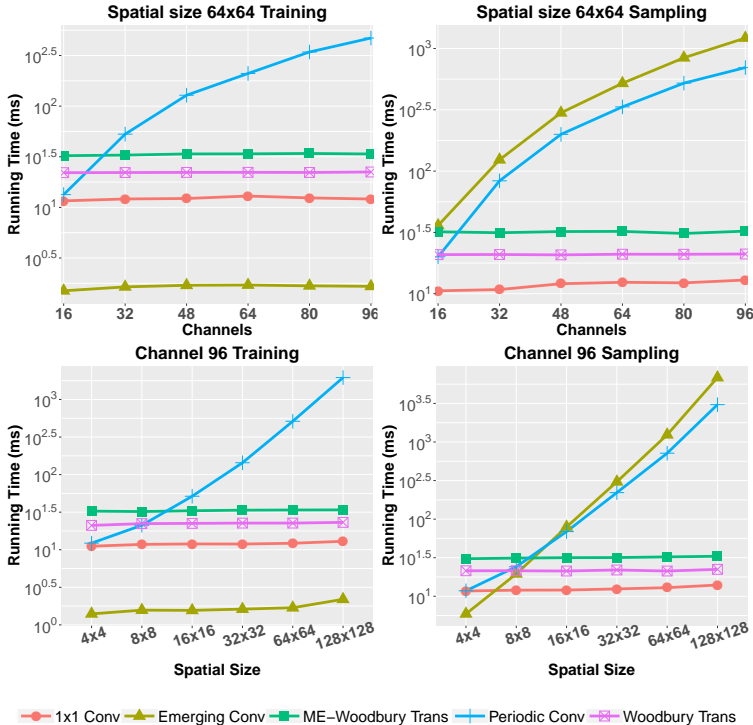 Spatial size 64x64 Training
Running Time (ms)
10^2.5
10^2
10^1.5
10^1
10^0.5
16 32 48 64 80 96
Channels
Spatial size 64x64 Sampling
Running Time (ms)
10^3
10^2.5
10^2
10^1.5
10^1
16 32 48 64 80 96
Channels
Channel 96 Training
Running Time (ms)
10^3
10^2.5
10^2
10^1.5
10^1
10^0.5
10^0
4x4 8x8 16x16 32x32 64x64 128x128
Spatial Size
Channel 96 Sampling
Running Time (ms)
10^3.5
10^3
10^2.5
10^2
10^1.5
10^1
4x4 8x8 16x16 32x32 64x64 128x128
Spatial Size
1x1 Conv Emerging Conv ME−Woodbury Trans Periodic Conv Woodbury Trans